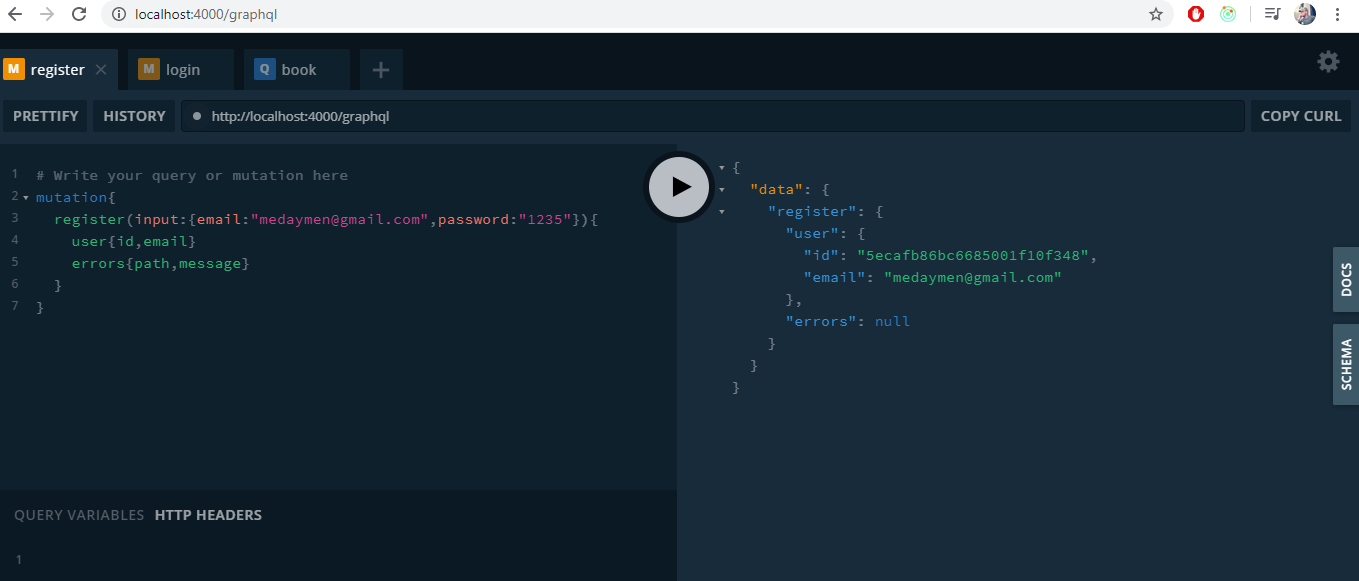 localhost:4000/graphql
M register × M login Q book +
PRETTIFY HISTORY http://localhost:4000/graphql COPY CURL
1 # Write your query or mutation here
2 mutation{
3 register(input:{email:"medaymen@gmail.com",password:"1235"}){
4 user{id,email}
5 errors{path,message}
6 }
7 }
{
"data": {
"register": {
"user": {
"id": "5ecafb86bc6685001f10f348",
"email": "medaymen@gmail.com"
},
"errors": null
}
}
}
DOCS
SCHEMA
QUERY VARIABLES HTTP HEADERS
1